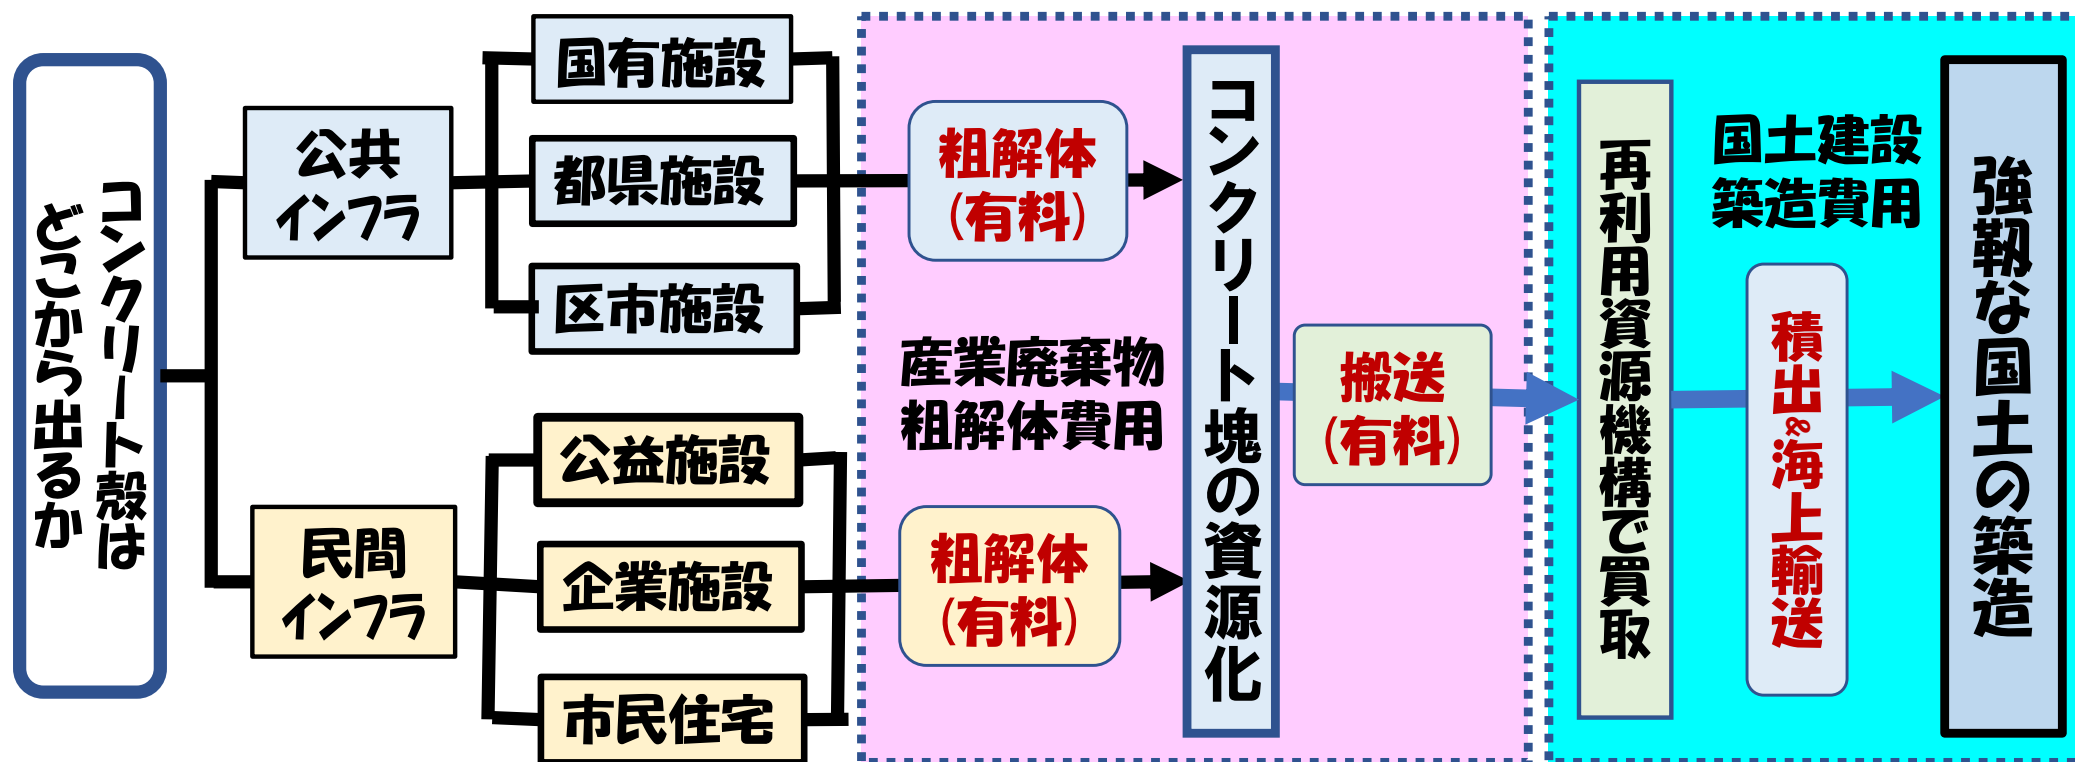 コンクリート殻は
どこから出るか
公共
インフラ
民間
インフラ
国有施設
都県施設
区市施設
公益施設
企業施設
市民住宅
粗解体
(有料)
産業廃棄物
粗解体費用
粗解体
(有料)
コンクリート塊の資源化
搬送
(有料)
再利用資源機構で買取
国土建設
築造費用
積出&海上輸送
強靱な国土の築造